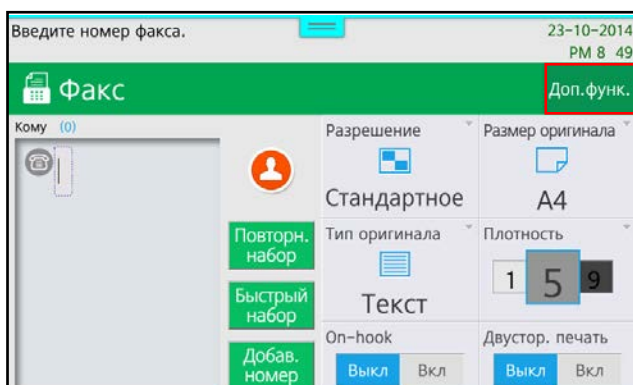 Введите номер факса.
23-10-2014
PM 8 49
Факс
Доп.функ.
Кому (0)
Повторн.
набор
Быстрый
набор
Добав.
номер
Разрешение
Стандартное
Размер оригинала
A4
Тип оригинала
Текст
Плотность
1 5 9
On-hook
Выкл Вкл
Двустор. печать
Выкл Вкл